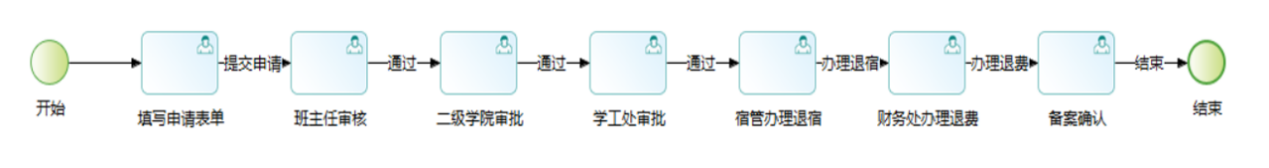 提交申请
通过
通过
通过
办理退宿
办理退费
结束
开始
填写申请表单
班主任审核
二级学院审批
学工处审批
宿管办理退宿
财务处办理退费
备案确认
结束